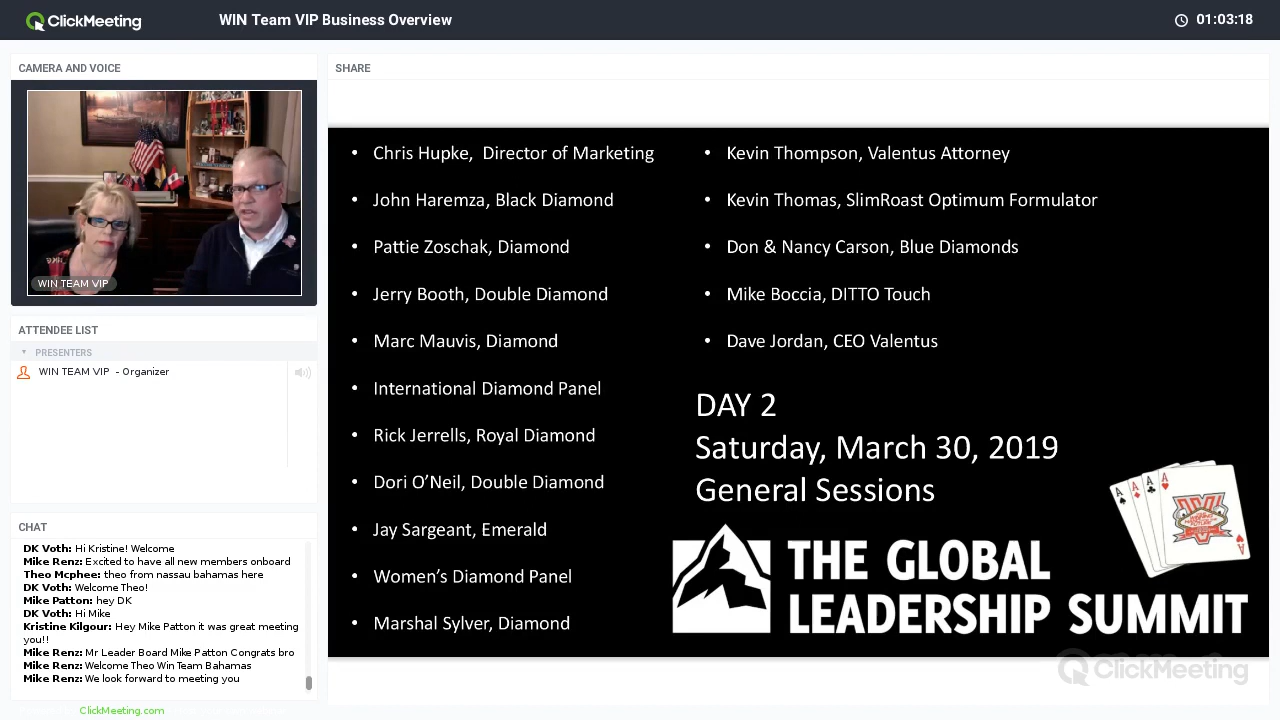 ClickMeeting
WIN Team VIP Business Overview
01:03:18
CAMERA AND VOICE
WIN TEAM VIP
ATTENDEE LIST
PRESENTERS
WIN TEAM VIP - Organizer
CHAT
DK Voth: Hi Kristine! Welcome
Mike Renz: Excited to have all new members onboard
Theo Mcphee: theo from nassau bahamas here
DK Voth: Welcome Theo!
Mike Patton: hey DK
DK Voth: Hi Mike
Kristine Kilgour: Hey Mike Patton it was great meeting
you!!
Mike Renz: Mr Leader Board Mike Patton Congrats bro
Mike Renz: Welcome Theo Win Team Bahamas
Mike Renz: We look forward to meeting you
ClickMeeting.com
SHARE
• Chris Hupke, Director of Marketing
• John Haremza, Black Diamond
• Pattie Zoschak, Diamond
• Jerry Booth, Double Diamond
• Marc Mauvis, Diamond
• International Diamond Panel
• Rick Jerrells, Royal Diamond
• Dori O’Neil, Double Diamond
• Jay Sargeant, Emerald
• Women’s Diamond Panel
• Marshal Sylver, Diamond
• Kevin Thompson, Valentus Attorney
• Kevin Thomas, SlimRoast Optimum Formulator
• Don & Nancy Carson, Blue Diamonds
• Mike Boccia, DITTO Touch
• Dave Jordan, CEO Valentus
DAY 2
Saturday, March 30, 2019
General Sessions
THE GLOBAL
LEADERSHIP SUMMIT
A
A
A
A
A
ClickMeeting